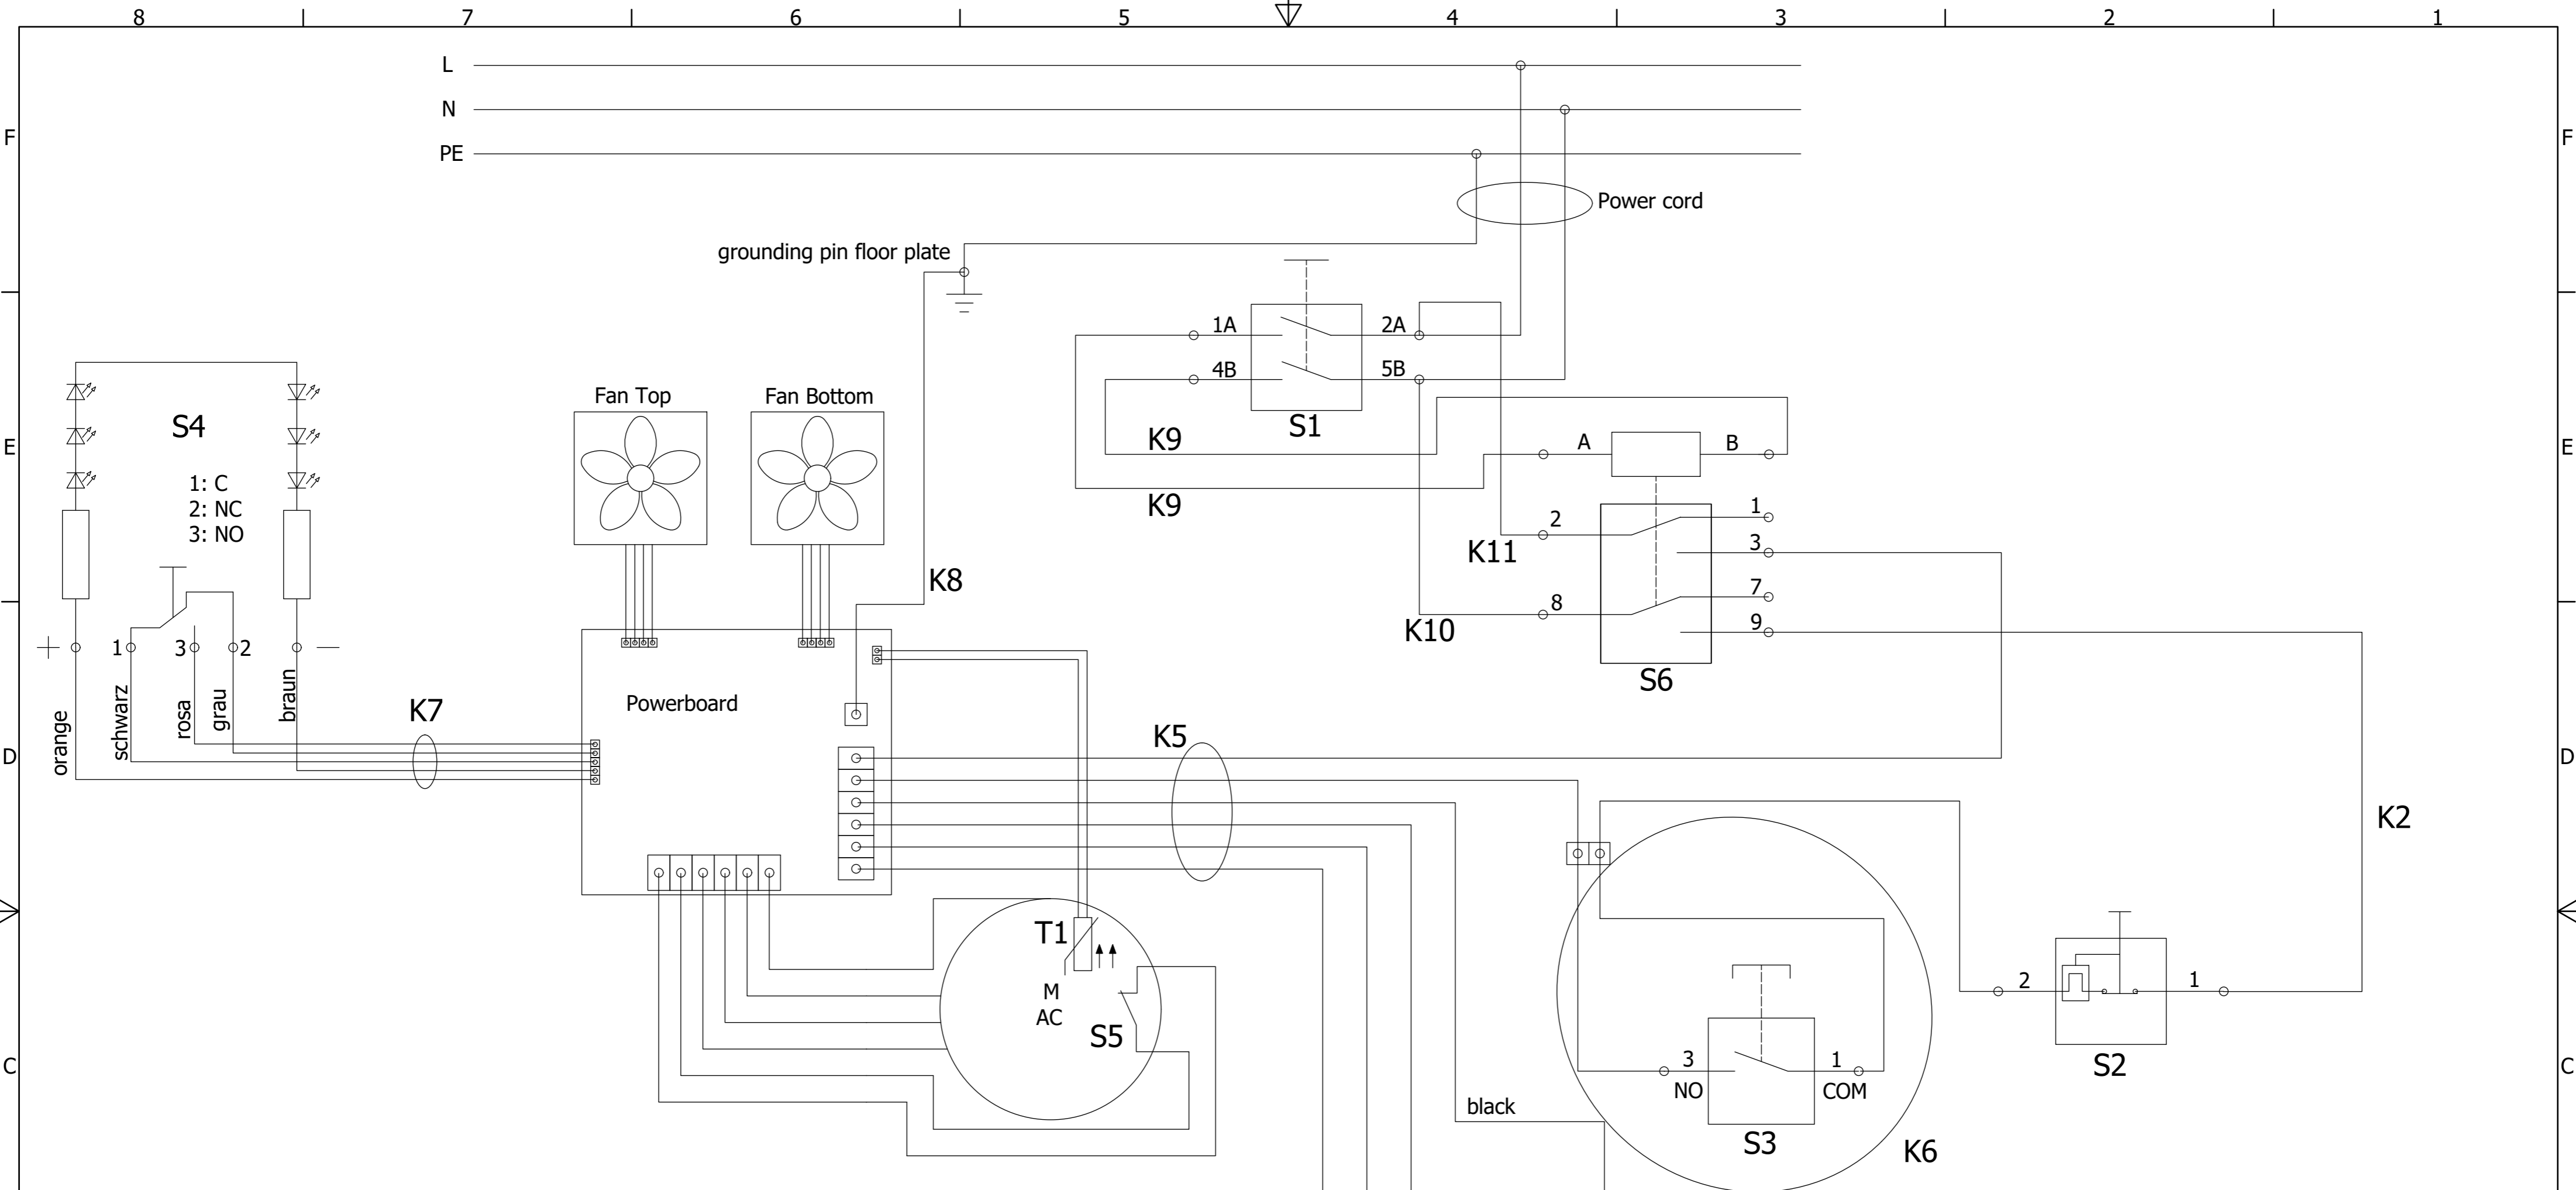 8 7 6 5 4 3 2 1
L
N
F F
PE
Power cord
grounding pin floor plate
1A 2A
4B 5B
S1
Fan Top Fan Bottom
S4
E E
K9
A B
1: C
2: NC
3: NO
K9
1
2
K11
3
K8
7
8
K10
9
S6
1 3 2
orange
schwarz
rosa
grau
braun
K7
Powerboard
K5
D D
K2
T1
M
AC
S5
2 1
S2
C C
3 1
NO COM
black
S3
K6